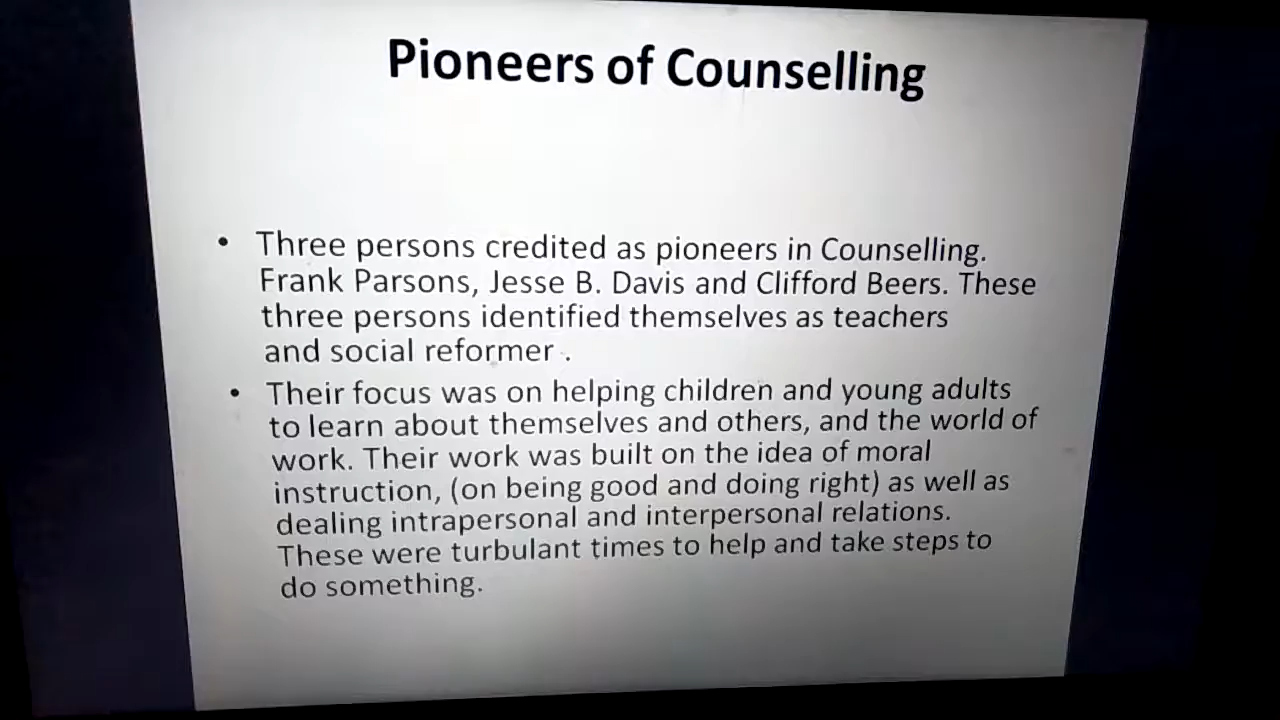 Pioneers of Counselling
• Three persons credited as pioneers in Counselling.
Frank Parsons, Jesse B. Davis and Clifford Beers. These
three persons identified themselves as teachers
and social reformer .
• Their focus was on helping children and young adults
to learn about themselves and others, and the world of
work. Their work was built on the idea of moral
instruction, (on being good and doing right) as well as
dealing intrapersonal and interpersonal relations.
These were turbulant times to help and take steps to
do something.